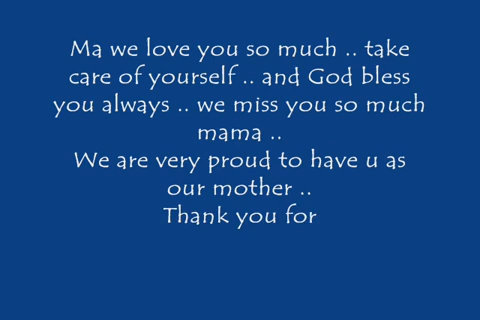 Ma we love you so much .. take
care of yourself .. and God bless
you always .. we miss you so much
mama ..
We are very proud to have u as
our mother ..
Thank you for